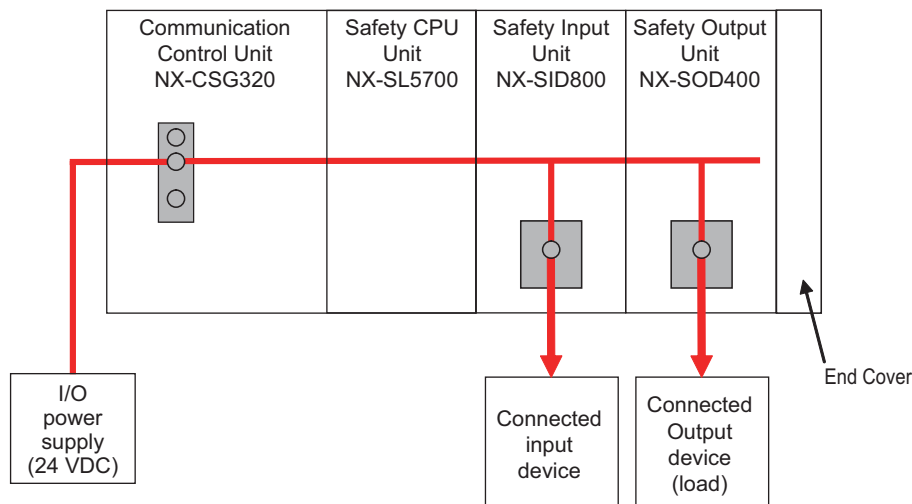 Communication
Control Unit
NX-CSG320
Safety CPU
Unit
NX-SL5700
Safety Input
Unit
NX-SID800
Safety Output
Unit
NX-SOD400
I/O
power
supply
(24 VDC)
Connected
input
device
Connected
Output
device
(load)
End Cover